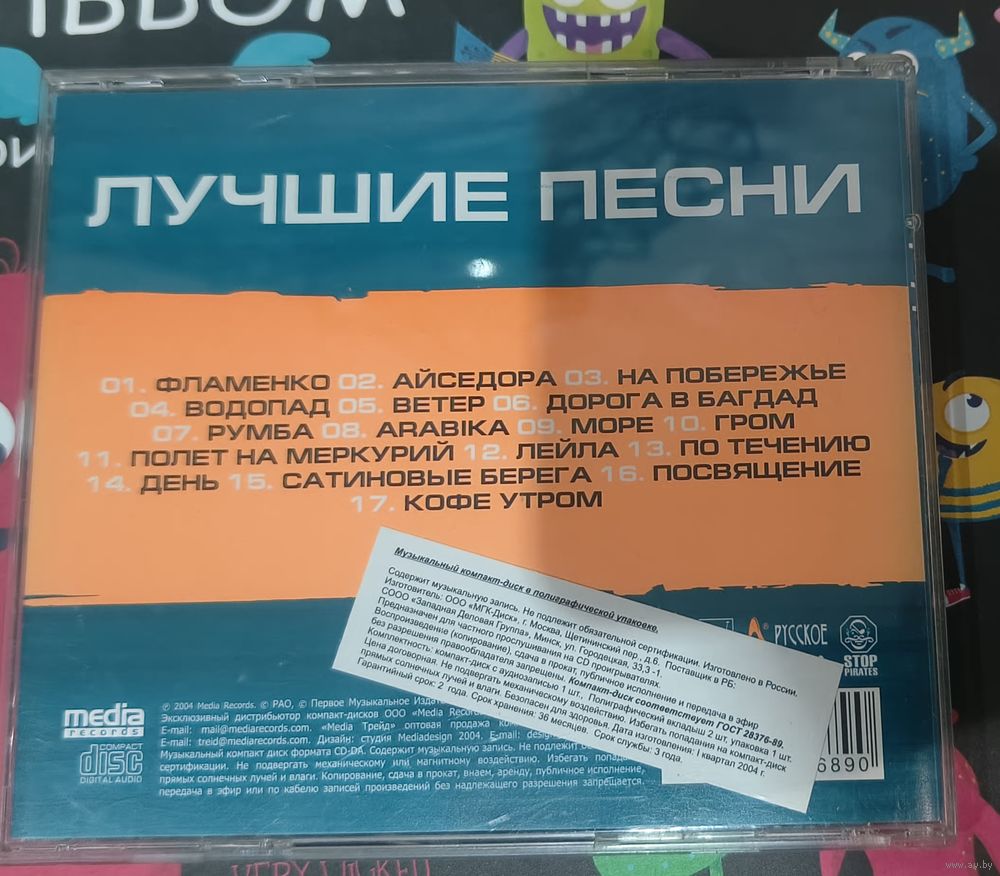 ЬБОМ
ЛУЧШИЕ ПЕСНИ
01. ФЛАМЕНКО 02. АЙСЕДОРА 03. НА ПОБЕРЕЖЬЕ
04. ВОДОПАД 05. ВЕТЕР 06. ДОРОГА В БАГДАД
07. РУМБА 08. ARABIKA 09. МОРЕ 10. ГРОМ
11. ПОЛЕТ НА МЕРКУРИЙ 12. ЛЕЙЛА 13. ПО ТЕЧЕНИЮ
14. ДЕНЬ 15. САТИНОВЫЕ БЕРЕГА 16. ПОСВЯЩЕНИЕ
17. КОФЕ УТРОМ
Музыкальный компакт-диск в полиграфической упаковке.
Содержит музыкальную запись. Не подлежит обязательной сертификации. Изготовлено в России.
Изготовитель: ООО «МГК-Диск», г. Москва, Щетининский пер., д.6, Поставщик в РБ:
СООО «Западная Деловая Группа», Минск, ул. Городецкая, 33,3 -1.
Предназначен для частного прослушивания на CD проигрывателях.
Воспроизведение (копирование), сдача в прокат, публичное исполнение и передача в эфир
без разрешения правообладателя запрещены. Компакт-диск соответствует ГОСТ 28376-89.
Комплектность: компакт-диск с аудиозаписью 1 шт., Полиграфический вкладыш 2 шт, упаковка 1 шт.
Цена договорная. Не подвергать механическому воздействию. Избегать попадания на компакт-диск
прямых солнечных лучей и влаги. Безопасен для здоровья. Дата изготовления: I квартал 2004 г.
Гарантийный срок: 2 года. Срок хранения: 36 месяцев. Срок службы: 3 года.
РУССКОЕ
STOP
PIRATES
6890
media
records
COMPACT
disc
DIGITAL AUDIO
℗ 2004 Media Records. © РАО, © Первое Музыкальное Издат
Эксклюзивный дистрибьютор компакт-дисков ООО «Media Recor
E-mail: mail@mediarecords.com. «Медиа Трейд» оптовая продажа ко
E-mail: treid@mediarecords.com. Дизайн: студия Mediadesign 2004. E-mail: desig
Музыкальный компакт диск формата CD-DA. Содержит музыкальную запись. Не подлежит о
сертификации. Не подвергать механическому или магнитному воздействию. Избегать попада
прямых солнечных лучей и влаги. Копирование, сдача в прокат, внаем, аренду, публичное исполнение,
передача в эфир или по кабелю записей произведений без надлежащего разрешения запрещается.
www.ay.by